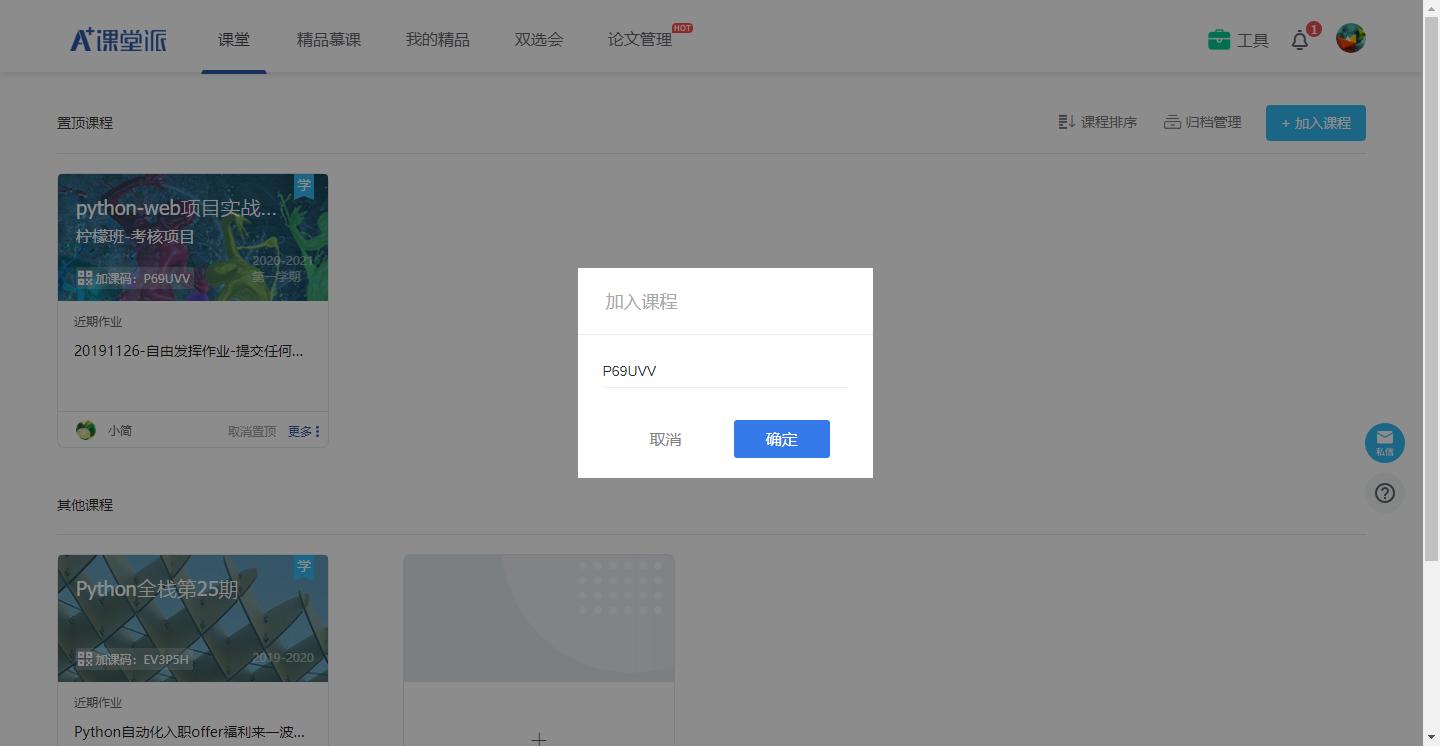 A+课堂派 课堂 精品慕课 我的精品 双选会 论文管理 HOT 工具 1
置顶课程 课程排序 归档管理 + 加入课程
学
python-web项目实战...
柠檬班-考核项目
2020-2021
第一学期
加课码：P69UVV
近期作业
20191126-自由发挥作业-提交任何...
小简 取消置顶 更多
加入课程
P69UVV
取消 确定
私信
其他课程
学
Python全栈第25期
加课码：EV3P5H 2019-2020
近期作业
Python自动化入职offer福利来—波...